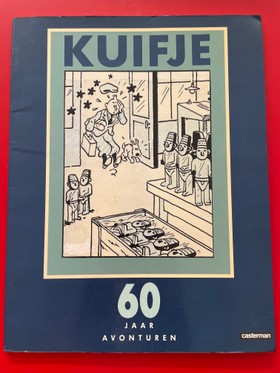 KUIFJE
60
JAAR
AVONTUREN
casterman